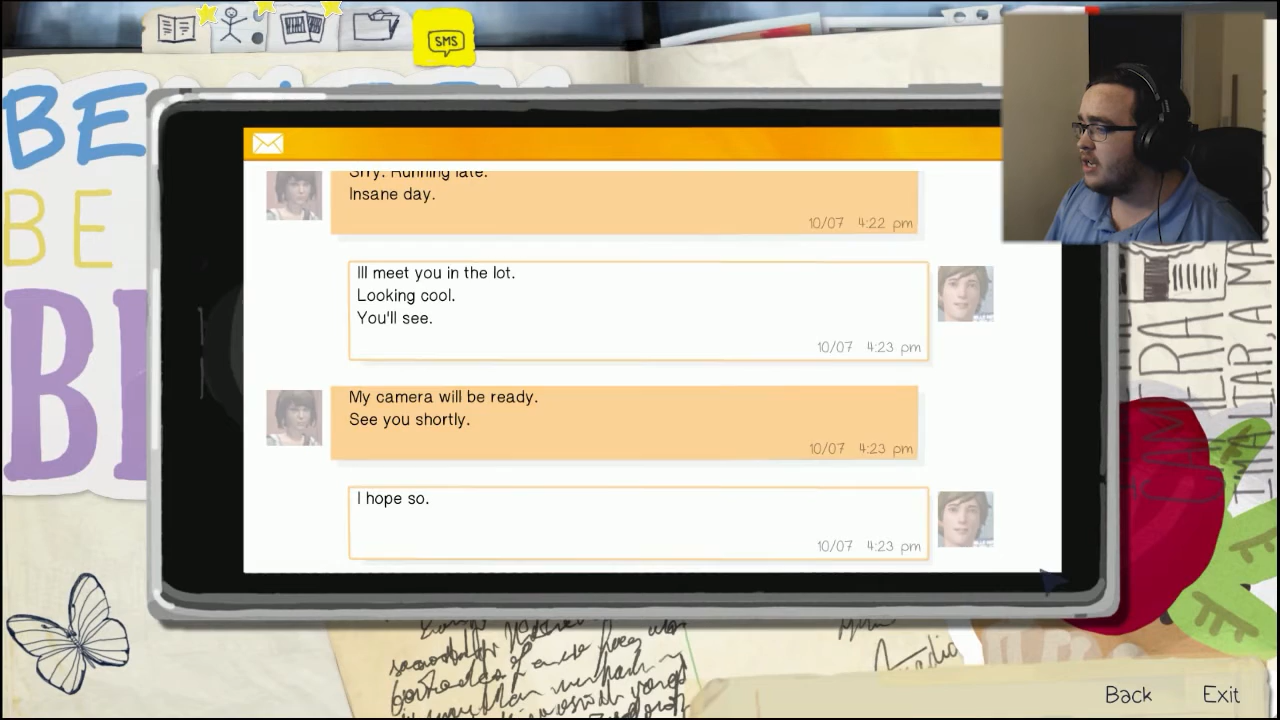 SMS
BE
BE
Srry. Running late.
Insane day.
10/07 4:22 pm
Ill meet you in the lot.
Looking cool.
You'll see.
10/07 4:23 pm
My camera will be ready.
See you shortly.
10/07 4:23 pm
I hope so.
10/07 4:23 pm
CAMERA
I'M A LIAR, A
Back Exit